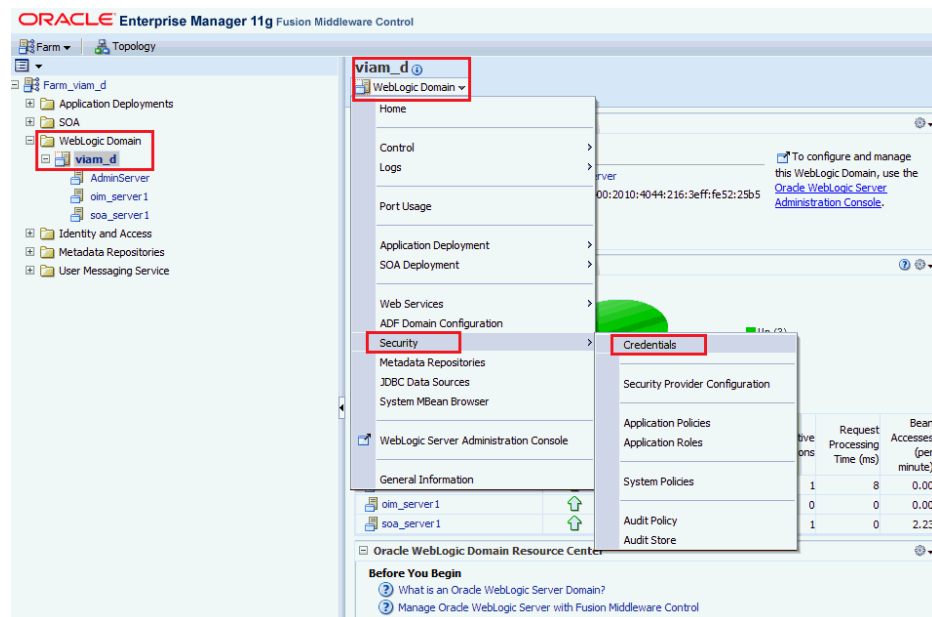 ORACLE Enterprise Manager 11g Fusion Middleware Control
Farm
Topology
Farm_viam_d
Application Deployments
SOA
WebLogic Domain
viam_d
AdminServer
oim_server1
soa_server1
Identity and Access
Metadata Repositories
User Messaging Service
viam_d
WebLogic Domain
Home
Control
Logs
Port Usage
Application Deployment
SOA Deployment
Web Services
ADF Domain Configuration
Security
Metadata Repositories
JDBC Data Sources
System MBean Browser
WebLogic Server Administration Console
General Information
Credentials
Security Provider Configuration
Application Policies
Application Roles
System Policies
Audit Policy
Audit Store
To configure and manage
this WebLogic Domain, use the
Oracle WebLogic Server
Administration Console.
rver
00:2010:4044:216:3eff:fe52:25b5
Up (3)
tive
ons
Request
Processing
Time (ms)
Bean
Accesses
(per
minute)
1 8 0.00
oim_server1 0 0 0.00
soa_server1 1 0 2.23
Oracle WebLogic Domain Resource Center
Before You Begin
What is an Oracle WebLogic Server Domain?
Manage Oracle WebLogic Server with Fusion Middleware Control